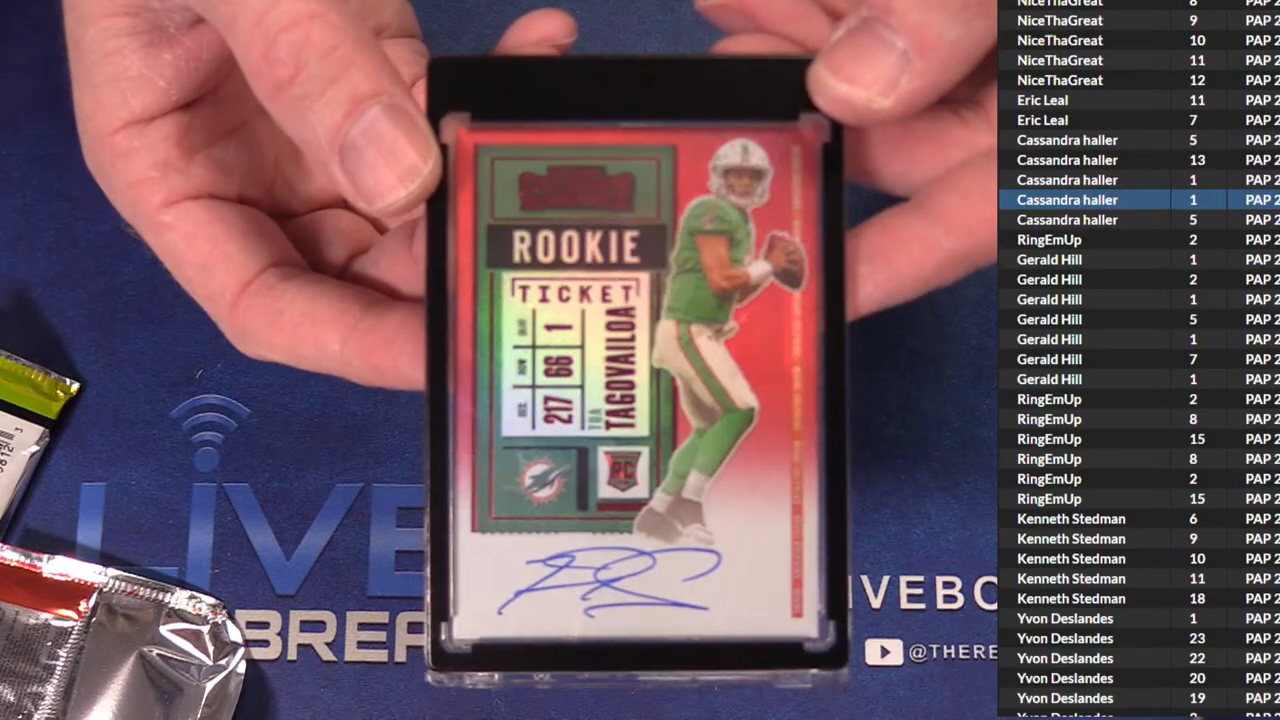 ROOKIE
TICKET
217 66 1
TUA
TAGOVAILOA
RC
LIVE
BREA
IVEBO
@THERE
NiceThaGreat 8 PAP 2
NiceThaGreat 9 PAP 2
NiceThaGreat 10 PAP 2
NiceThaGreat 11 PAP 2
NiceThaGreat 12 PAP 2
Eric Leal 11 PAP 2
Eric Leal 7 PAP 2
Cassandra haller 5 PAP 2
Cassandra haller 13 PAP 2
Cassandra haller 1 PAP 2
Cassandra haller 1 PAP 2
Cassandra haller 5 PAP 2
RingEmUp 2 PAP 2
Gerald Hill 1 PAP 2
Gerald Hill 2 PAP 2
Gerald Hill 1 PAP 2
Gerald Hill 5 PAP 2
Gerald Hill 1 PAP 2
Gerald Hill 7 PAP 2
Gerald Hill 1 PAP 2
RingEmUp 2 PAP 2
RingEmUp 8 PAP 2
RingEmUp 15 PAP 2
RingEmUp 8 PAP 2
RingEmUp 2 PAP 2
RingEmUp 15 PAP 2
Kenneth Stedman 6 PAP 2
Kenneth Stedman 9 PAP 2
Kenneth Stedman 10 PAP 2
Kenneth Stedman 11 PAP 2
Kenneth Stedman 18 PAP 2
Yvon Deslandes 1 PAP 2
Yvon Deslandes 23 PAP 2
Yvon Deslandes 22 PAP 2
Yvon Deslandes 20 PAP 2
Yvon Deslandes 19 PAP 2
Yvon Deslandes